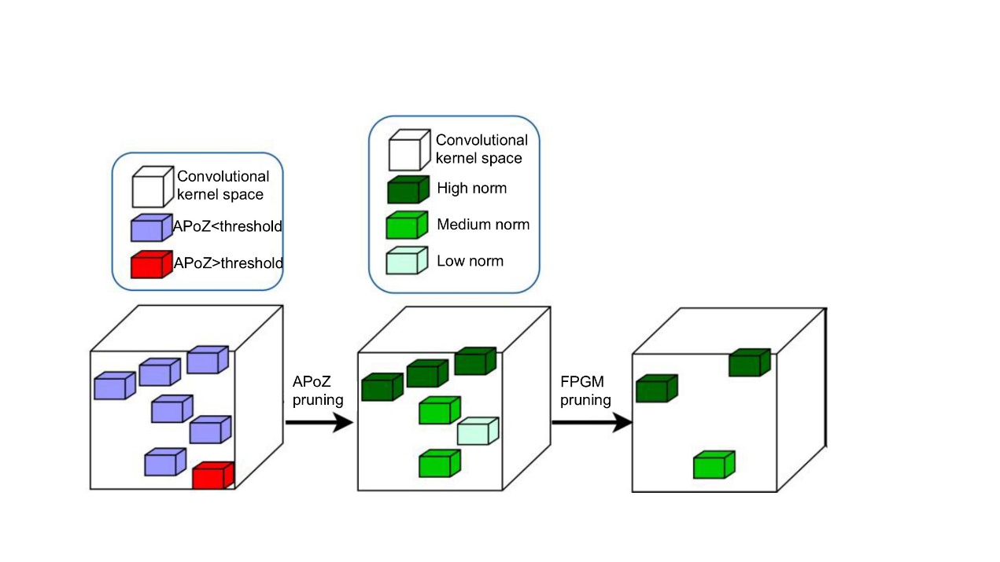 Convolutional
kernel space
APoZ<threshold
APoZ>threshold
Convolutional
kernel space
High norm
Medium norm
Low norm
APoZ
pruning
FPGM
pruning